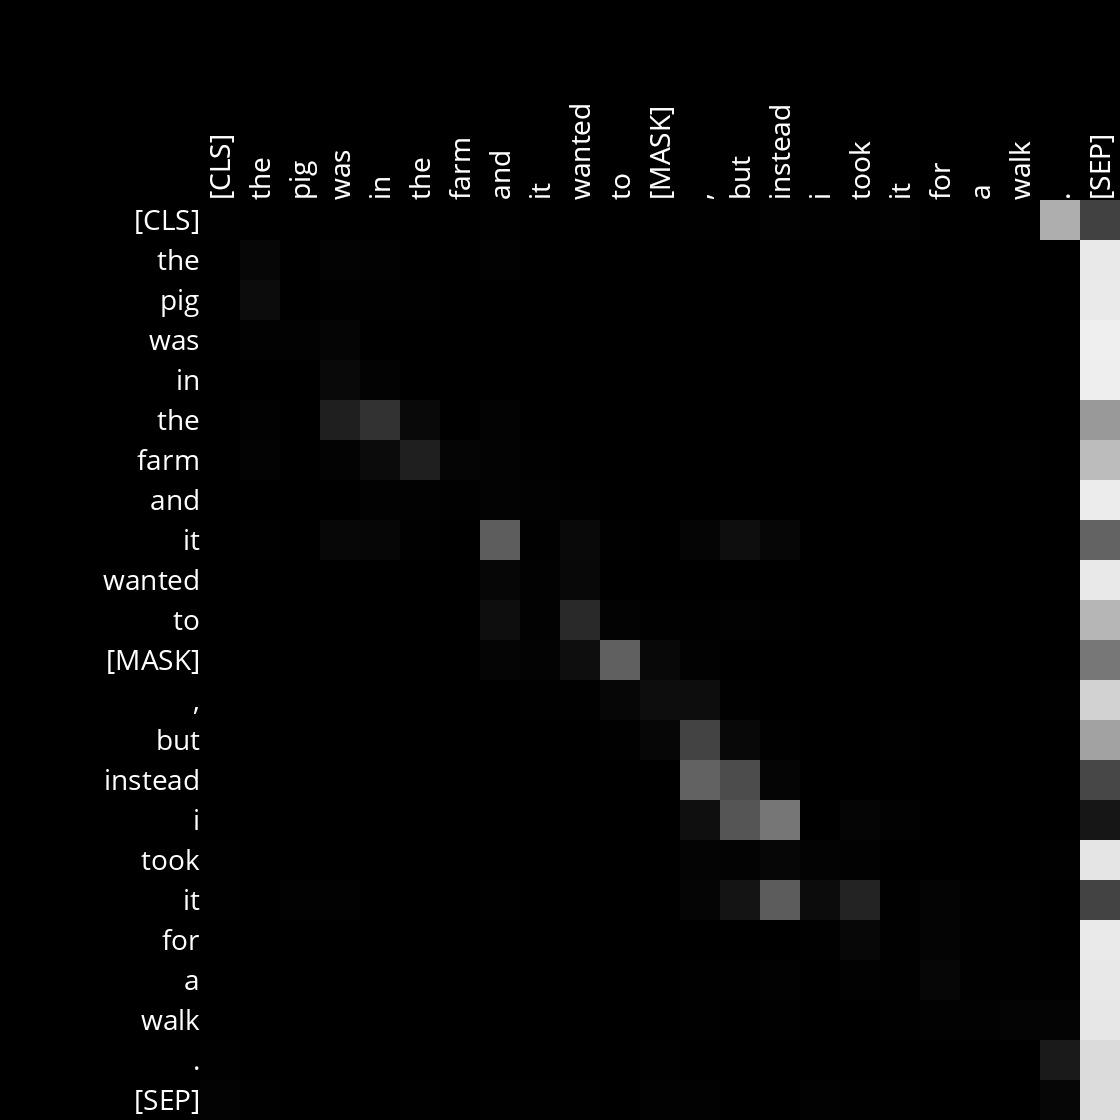 [CLS] the pig was in the farm and it wanted to [MASK] , but instead i took it for a walk . [SEP]
[CLS]
the
pig
was
in
the
farm
and
it
wanted
to
[MASK]
,
but
instead
i
took
it
for
a
walk
.
[SEP]